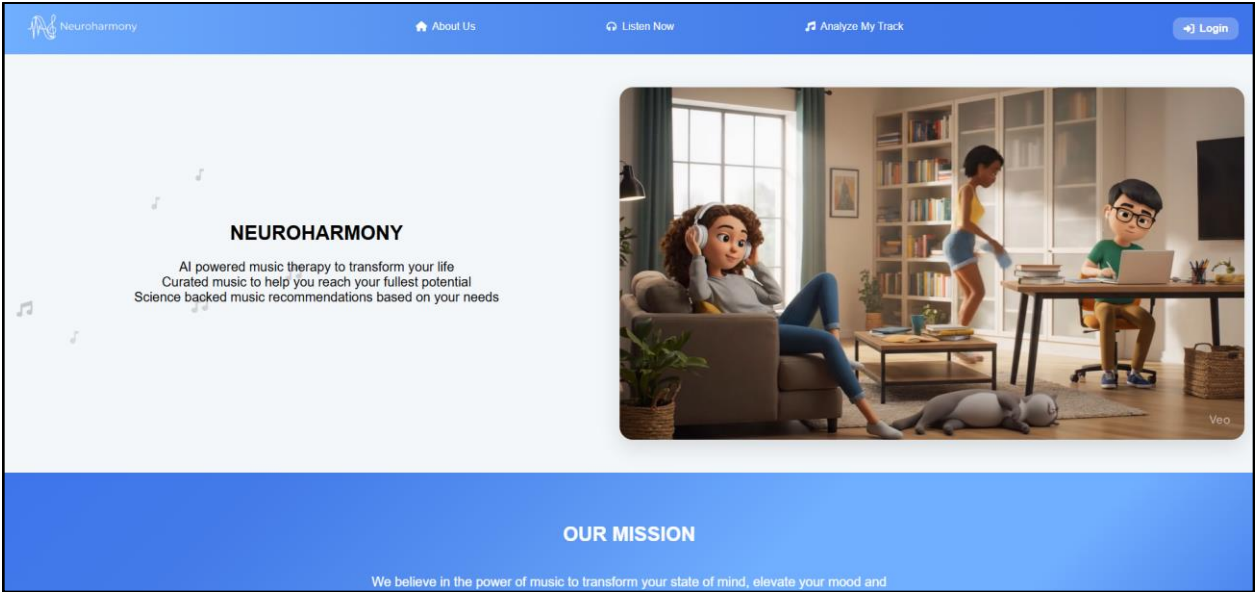 Neuroharmony
About Us
Listen Now
Analyze My Track
Login
NEUROHARMONY
AI powered music therapy to transform your life
Curated music to help you reach your fullest potential
Science backed music recommendations based on your needs
Veo
OUR MISSION
We believe in the power of music to transform your state of mind, elevate your mood and